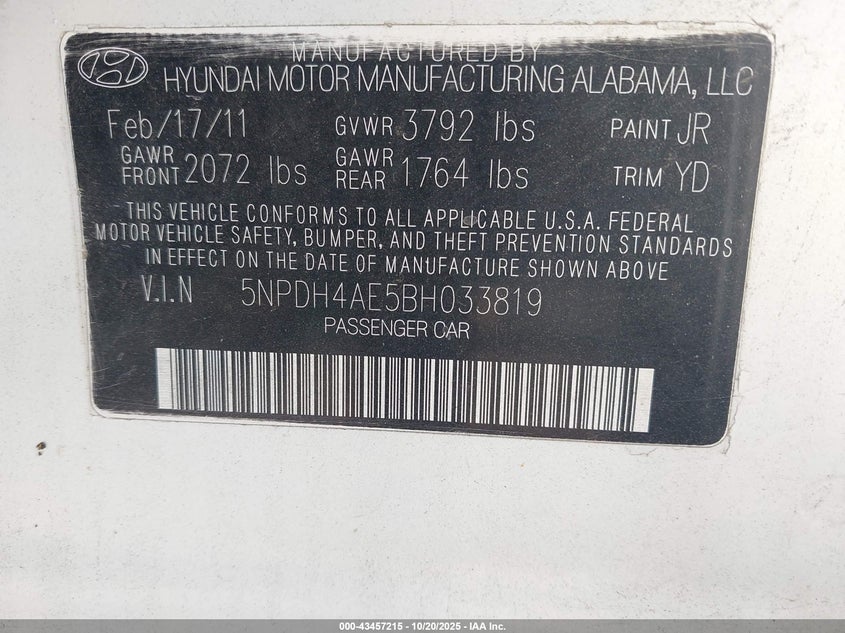 MANUFACTURED BY
HYUNDAI MOTOR MANUFACTURING ALABAMA, LLC
Feb/17/11 GVWR 3792 lbs PAINT JR
GAWR FRONT 2072 lbs GAWR REAR 1764 lbs TRIM YD
THIS VEHICLE CONFORMS TO ALL APPLICABLE U.S.A. FEDERAL
MOTOR VEHICLE SAFETY, BUMPER, AND THEFT PREVENTION STANDARDS
IN EFFECT ON THE DATE OF MANUFACTURE SHOWN ABOVE
V.I.N 5NPDH4AE5BH033819
PASSENGER CAR
000-43457215 - 10/20/2025 - IAA Inc.